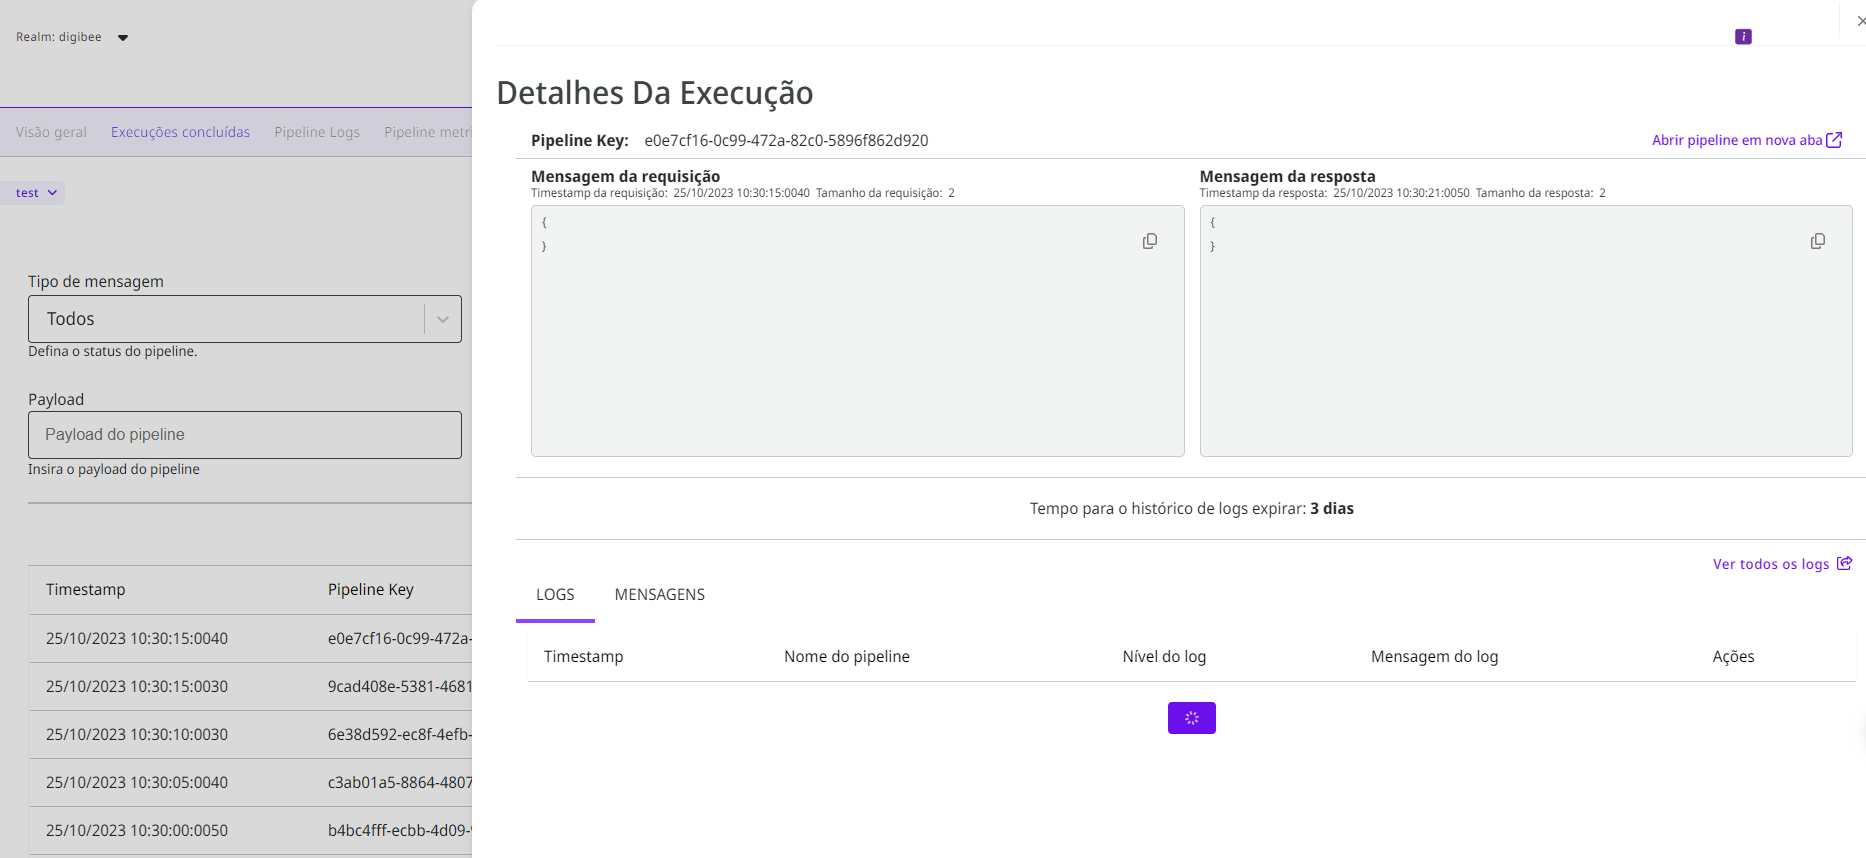 Realm: digibee
Visão geral
Execuções concluídas
Pipeline Logs
Pipeline metri
test
Tipo de mensagem
Todos
Defina o status do pipeline.
Payload
Payload do pipeline
Insira o payload do pipeline
Timestamp Pipeline Key
25/10/2023 10:30:15:0040 e0e7cf16-0c99-472a-
25/10/2023 10:30:15:0030 9cad408e-5381-4681
25/10/2023 10:30:10:0030 6e38d592-ec8f-4efb-
25/10/2023 10:30:05:0040 c3ab01a5-8864-4807
25/10/2023 10:30:00:0050 b4bc4fff-ecbb-4d09-
i
Detalhes Da Execução
Pipeline Key: e0e7cf16-0c99-472a-82c0-5896f862d920
Abrir pipeline em nova aba
Mensagem da requisição
Timestamp da requisição: 25/10/2023 10:30:15:0040 Tamanho da requisição: 2
{
}
Mensagem da resposta
Timestamp da resposta: 25/10/2023 10:30:21:0050 Tamanho da resposta: 2
{
}
Tempo para o histórico de logs expirar: 3 dias
Ver todos os logs
LOGS MENSAGENS
Timestamp Nome do pipeline Nível do log Mensagem do log Ações